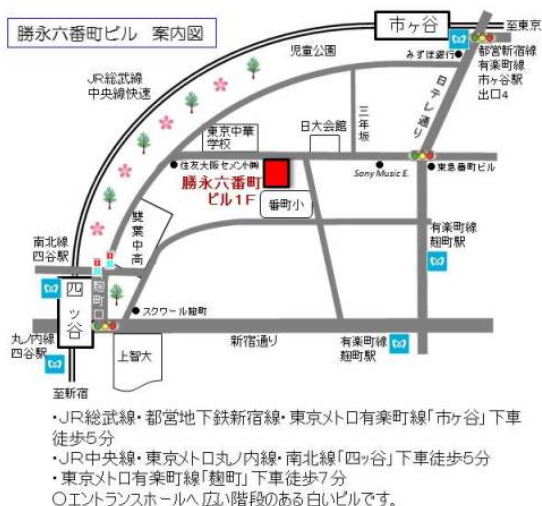 勝永六番町ビル 案内図
市ヶ谷
至東京
みずほ銀行
都営新宿線
有楽町線
市ヶ谷駅
出口4
児童公園
JR総武線
中央線快速
日テレ通り
三年坂
東京中華
学校
日大会館
住友大阪セメント㈱
Sony Music E.
東急番町ビル
勝永六番町
ビル1F
番町小
雙葉中高
有楽町線
麹町駅
南北線
四谷駅
麹町口
四ッ谷
スクワール麹町
丸ノ内線
四谷駅
新宿通り
有楽町線
麹町駅
上智大
至新宿
・JR総武線・都営地下鉄新宿線・東京メトロ有楽町線「市ヶ谷」下車
徒歩5分
・JR中央線・東京メトロ丸ノ内線・南北線「四ッ谷」下車徒歩5分
・東京メトロ有楽町線「麹町」下車徒歩7分
○エントランスホールへ広い階段のある白いビルです。